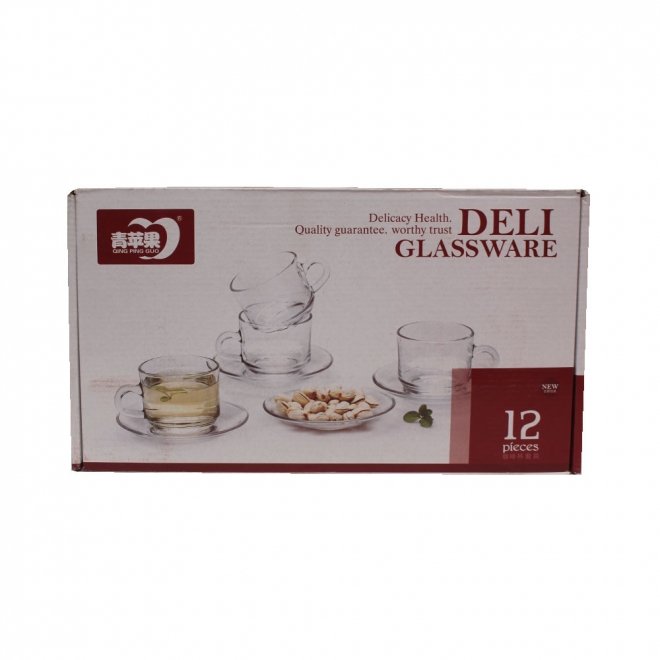 青苹果
®
QING PING GUO
Delicacy Health.
Quality guarantee. worthy trust
DELI
GLASSWARE
NEW
12
pieces